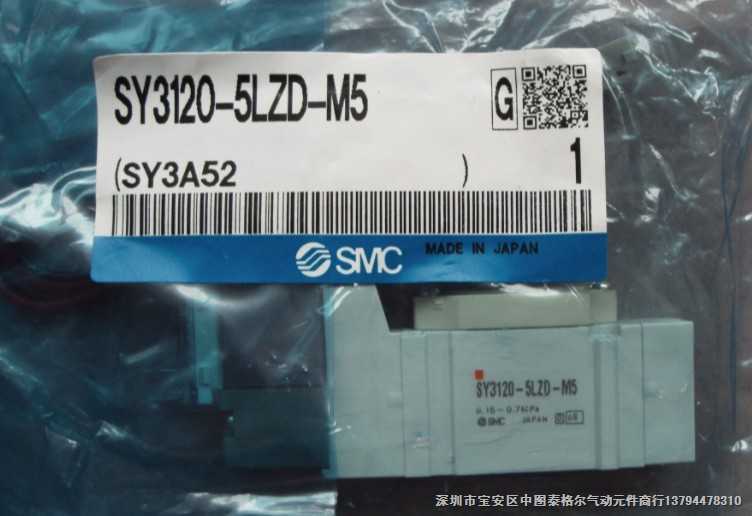 SY3120-5LZD-M5
G
(SY3A52 )
1
SMC
MADE IN JAPAN
SY3120-5LZD-M5
0.15-0.7MPa
SMC JAPAN
深圳市宝安区中图泰格尔气动元件商行13794478310